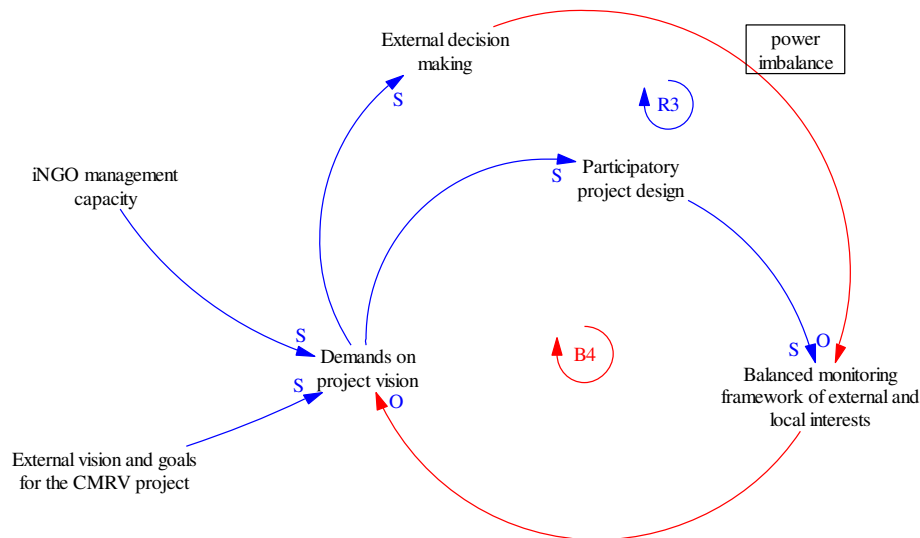 External decision
making
power
imbalance
S
R3
iNGO management
capacity
S
Participatory
project design
S
Demands on
project vision
S
O
B4
S
O
Balanced monitoring
framework of external and
local interests
External vision and goals
for the CMRV project